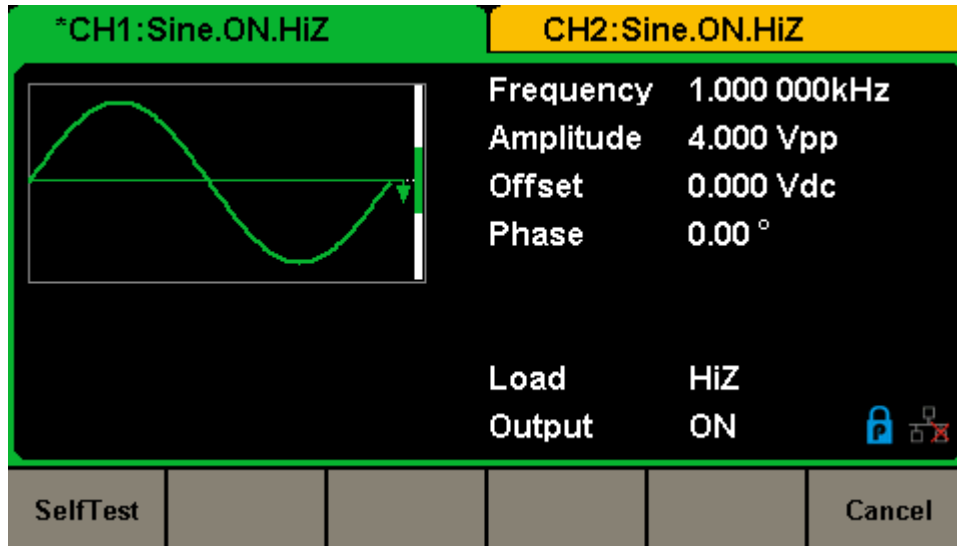 *CH1:Sine.ON.HiZ
CH2:Sine.ON.HiZ
Frequency 1.000 000kHz
Amplitude 4.000 Vpp
Offset 0.000 Vdc
Phase 0.00 °
Load HiZ
Output ON
P
SelfTest
Cancel